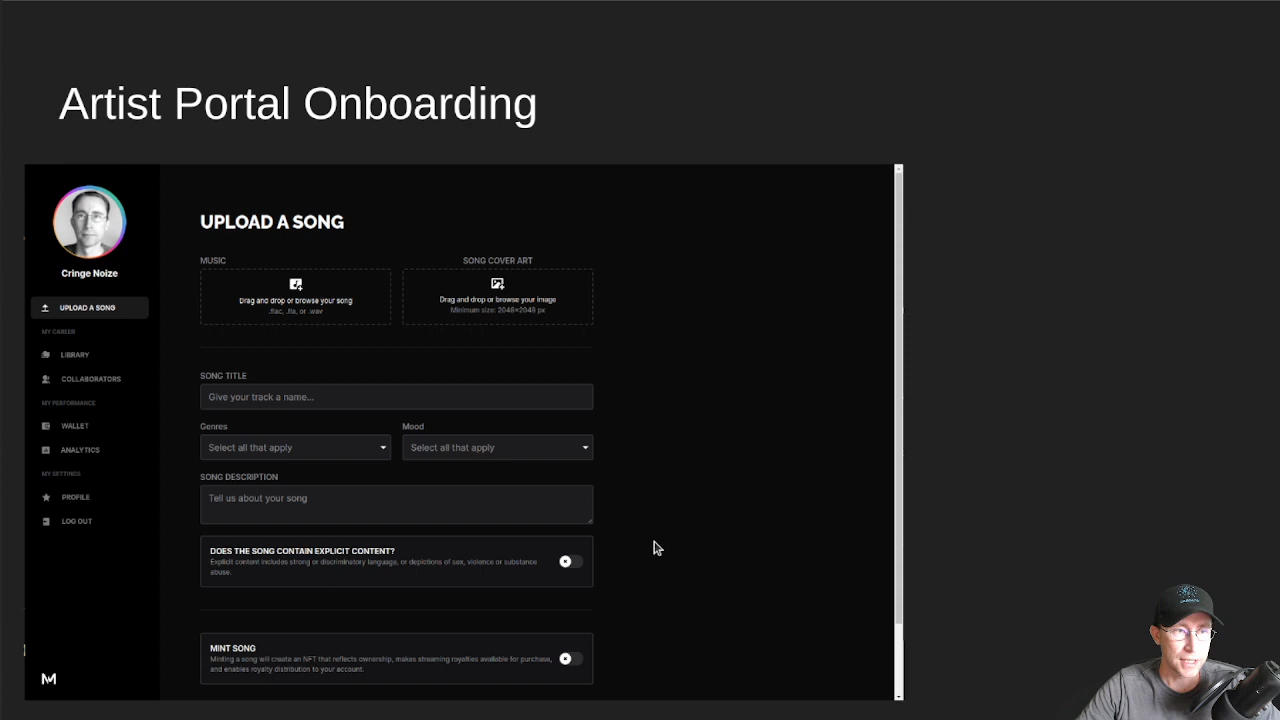 Artist Portal Onboarding
Cringe Noize
UPLOAD A SONG
MY CAREER
LIBRARY
COLLABORATORS
MY PERFORMANCE
WALLET
ANALYTICS
MY SETTINGS
PROFILE
LOG OUT
UPLOAD A SONG
MUSIC
Drag and drop or browse your song
.flac, .fla, or .wav
SONG COVER ART
Drag and drop or browse your image
Minimum size: 2048x2048 px
SONG TITLE
Give your track a name...
Genres
Select all that apply
Mood
Select all that apply
SONG DESCRIPTION
Tell us about your song
DOES THE SONG CONTAIN EXPLICIT CONTENT?
Explicit content includes strong or discriminatory language, or depictions of sex, violence or substance
abuse.
MINT SONG
Minting a song will create an NFT that reflects ownership, makes streaming royalties available for purchase,
and enables royalty distribution to your account.